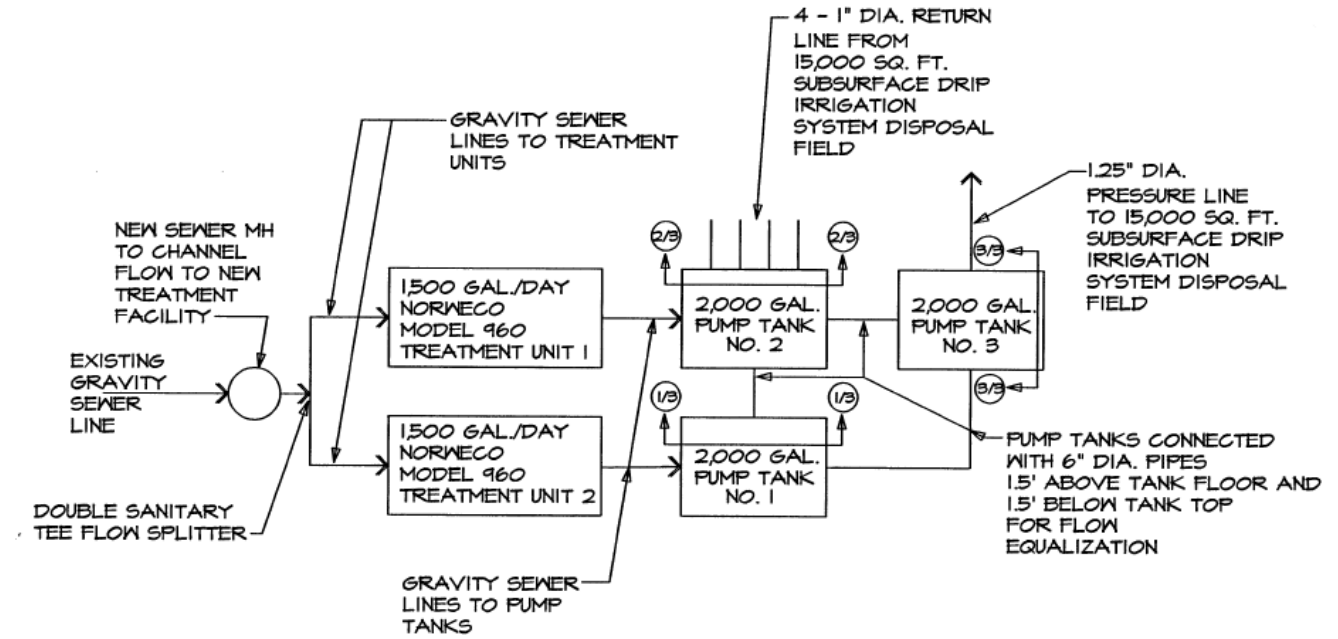 4 - 1" DIA. RETURN
LINE FROM
15,000 SQ. FT.
SUBSURFACE DRIP
IRRIGATION
SYSTEM DISPOSAL
FIELD
GRAVITY SEWER
LINES TO TREATMENT
UNITS
1.25" DIA.
PRESSURE LINE
TO 15,000 SQ. FT.
SUBSURFACE DRIP
IRRIGATION
SYSTEM DISPOSAL
FIELD
NEW SEWER MH
TO CHANNEL
FLOW TO NEW
TREATMENT
FACILITY
2/3
2/3
3/3
1,500 GAL./DAY
NORWECO
MODEL 960
TREATMENT UNIT 1
2,000 GAL.
PUMP TANK
NO. 2
2,000 GAL.
PUMP TANK
NO. 3
EXISTING
GRAVITY
SEWER
LINE
1/3
1/3
3/3
1,500 GAL./DAY
NORWECO
MODEL 960
TREATMENT UNIT 2
2,000 GAL.
PUMP TANK
NO. 1
PUMP TANKS CONNECTED
WITH 6" DIA. PIPES
1.5' ABOVE TANK FLOOR AND
1.5' BELOW TANK TOP
FOR FLOW
EQUALIZATION
DOUBLE SANITARY
TEE FLOW SPLITTER
GRAVITY SEWER
LINES TO PUMP
TANKS